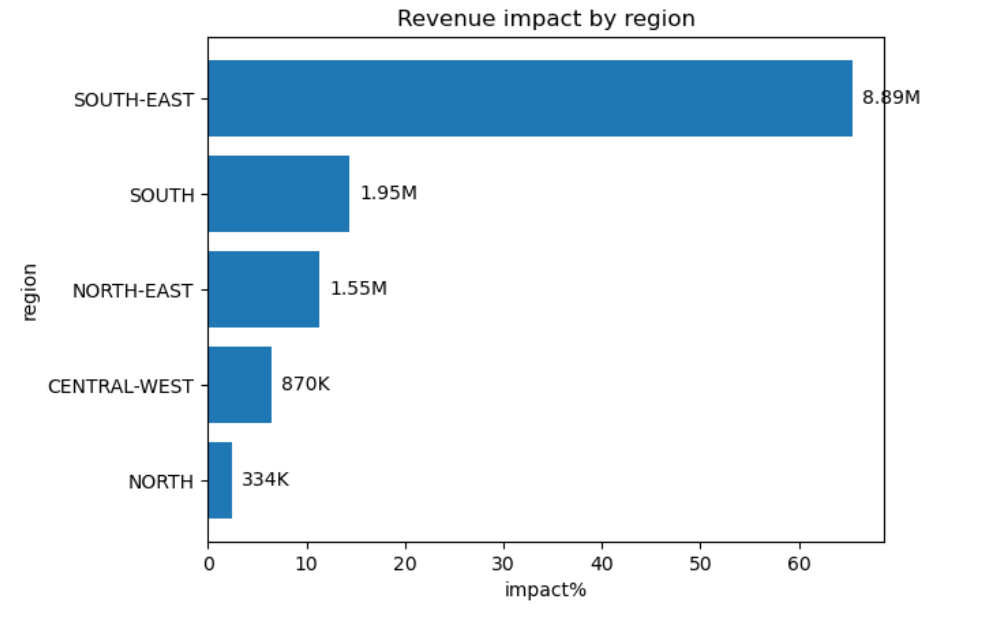 Revenue impact by region
SOUTH-EAST
8.89M
SOUTH
1.95M
NORTH-EAST
1.55M
region
CENTRAL-WEST
870K
NORTH
334K
0 10 20 30 40 50 60
impact%